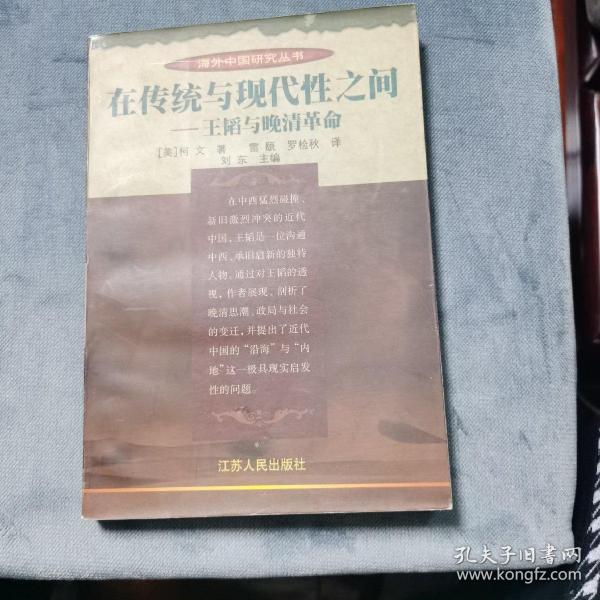 海外中国研究丛书
在传统与现代性之间
——王韬与晚清革命
[美]柯文 著 雷颐 罗检秋 译
刘东 主编
在中西猛烈碰撞、
新旧激烈冲突的近代
中国，王韬是一位沟通
中西、承旧启新的独特
人物。通过对王韬的透
视，作者展现、剖析了
晚清思潮、政局与社会
的变迁，并提出了近代
中国的“沿海”与“内
地”这一极具现实启发
性的问题。
江苏人民出版社
孔夫子旧书网
www.kongfz.com